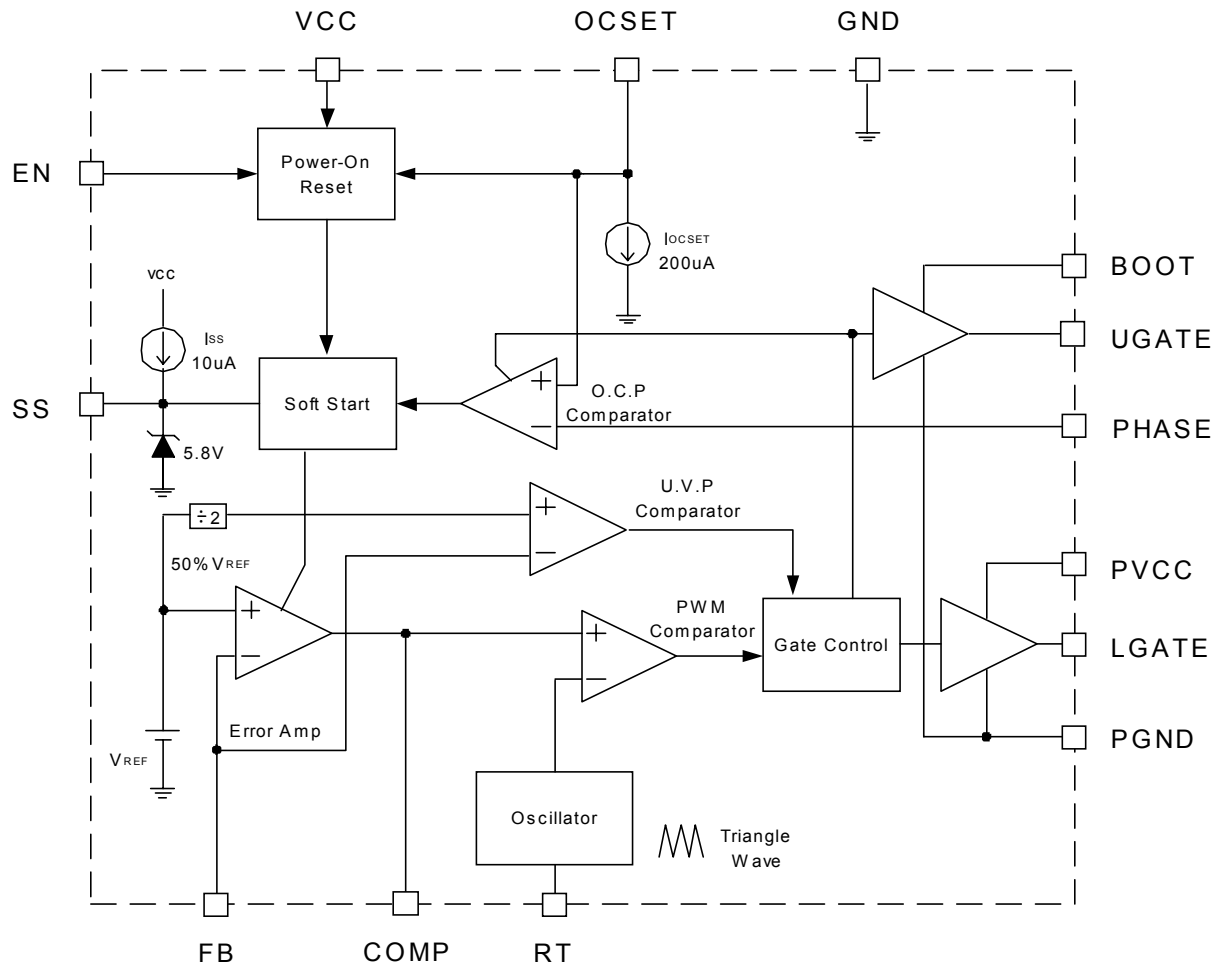 VCC
OCSET
GND
EN
Power-On
Reset
IOCSET
200uA
BOOT
vcc
UGATE
ISS
10uA
SS
Soft Start
+
−
O.C.P
Comparator
PHASE
5.8V
U.V.P
Comparator
÷2
+
−
50%VREF
PVCC
+
−
PWM
Comparator
+
−
Gate Control
LGATE
Error Amp
VREF
PGND
Oscillator
Triangle
Wave
FB
COMP
RT